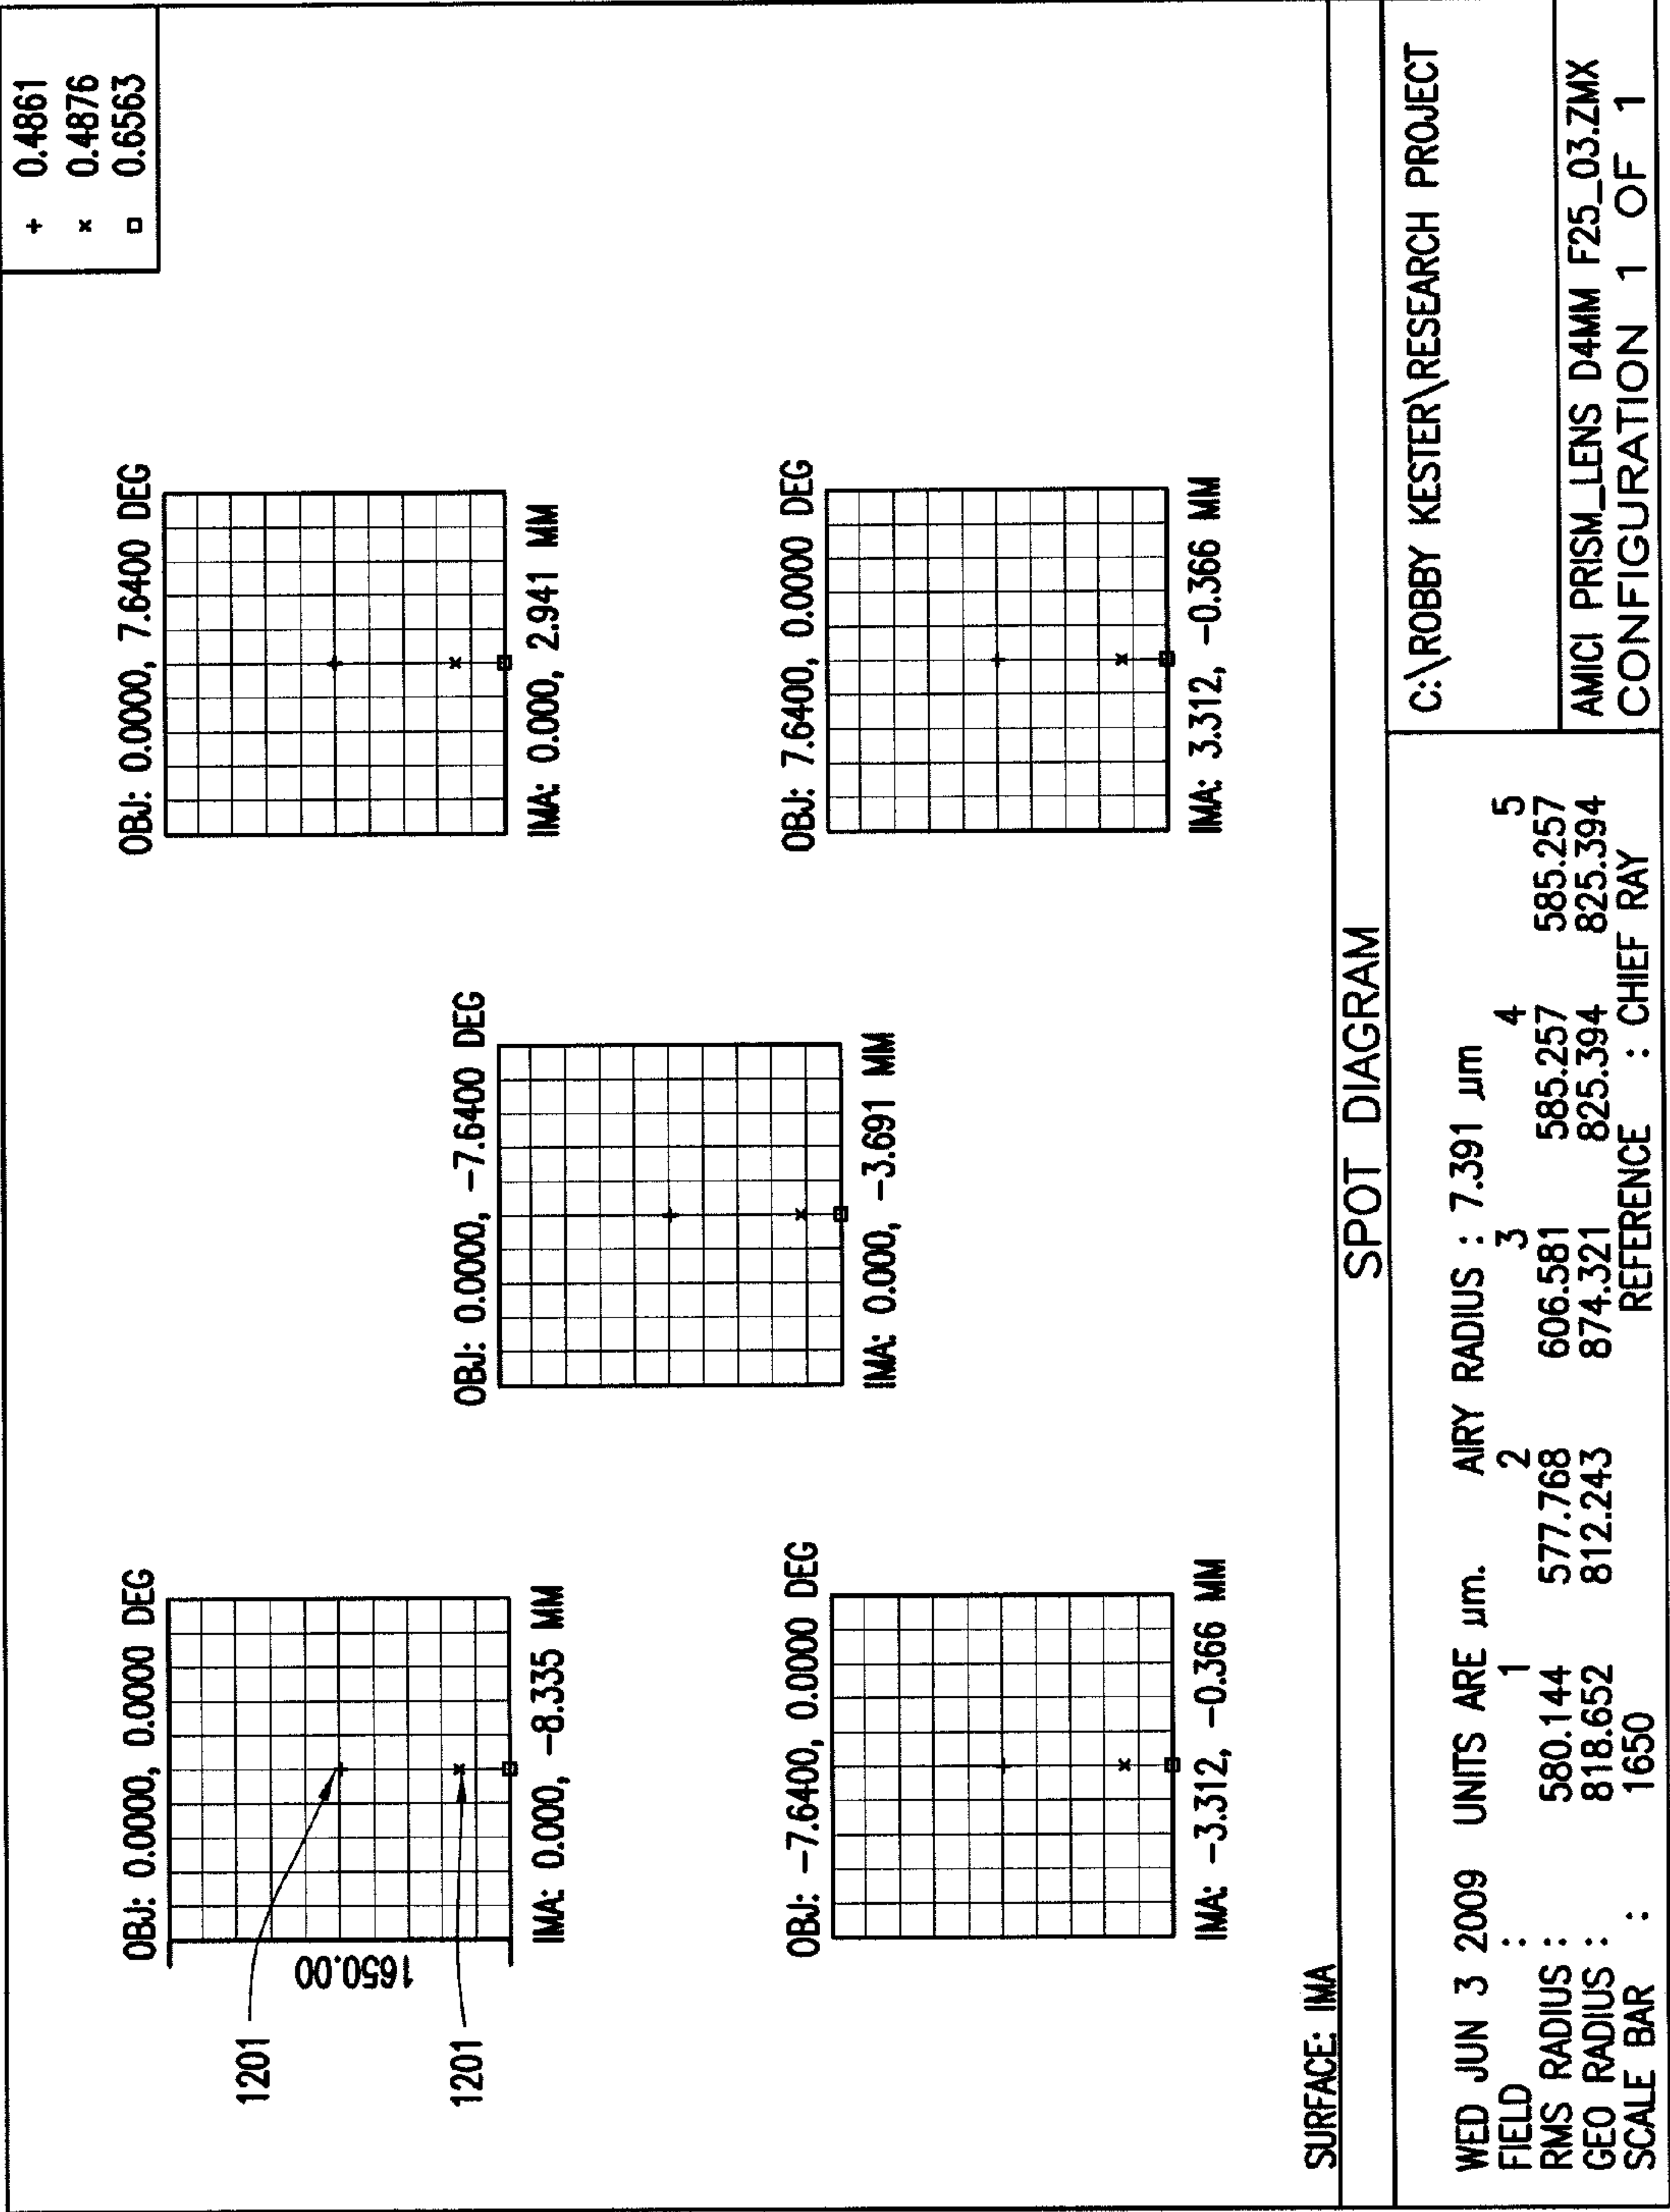 + 0.4861
× 0.4876
□ 0.6563
OBJ: 0.0000, 0.0000 DEG
1201
1650.00
1201
IMA: 0.000, -8.335 MM
OBJ: 0.0000, -7.6400 DEG
IMA: 0.000, -3.691 MM
OBJ: 0.0000, 7.6400 DEG
IMA: 0.000, 2.941 MM
OBJ: -7.6400, 0.0000 DEG
IMA: -3.312, -0.366 MM
OBJ: 7.6400, 0.0000 DEG
IMA: 3.312, -0.366 MM
SURFACE: IMA
SPOT DIAGRAM
WED JUN 3 2009 UNITS ARE µm. AIRY RADIUS : 7.391 µm
FIELD : 1 2 3 4 5
RMS RADIUS : 580.144 577.768 606.581 585.257 585.257
GEO RADIUS : 818.652 812.243 874.321 825.394 825.394
SCALE BAR : 1650 REFERENCE : CHIEF RAY
C:\ROBBY KESTER\RESEARCH PROJECT
AMICI PRISM_LENS D4MM F25_03.ZMX
CONFIGURATION 1 OF 1